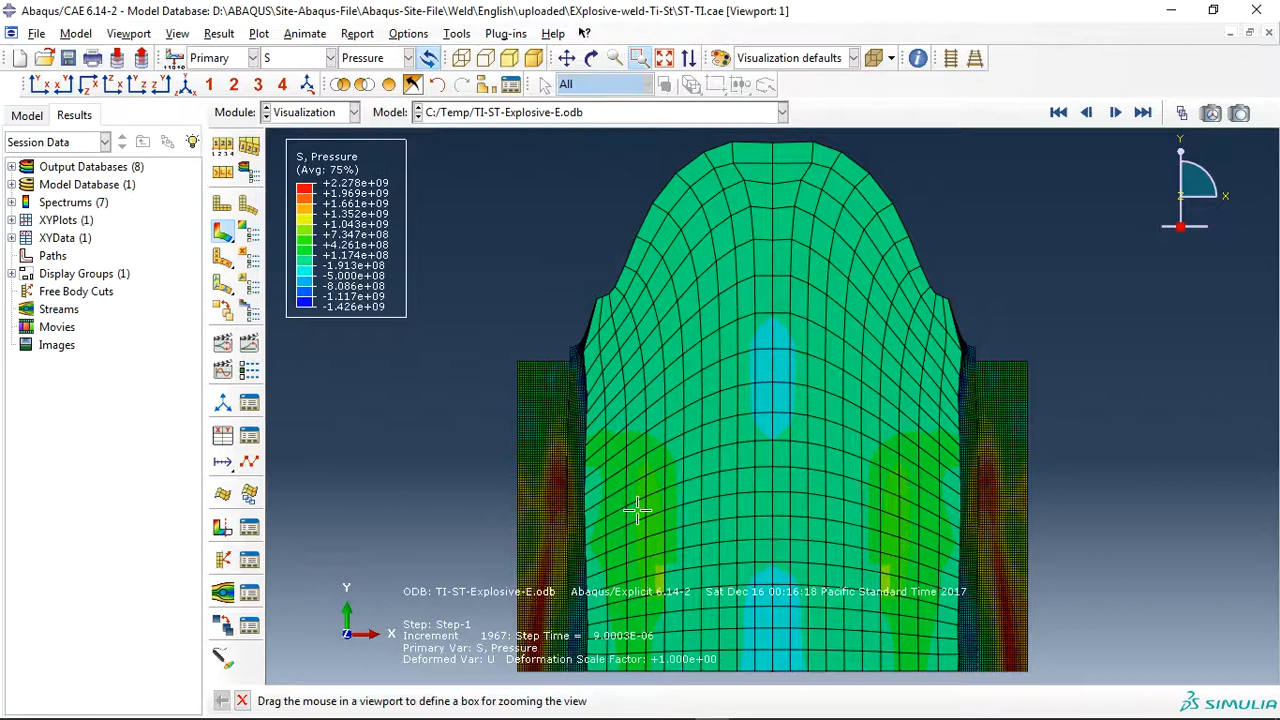 Abaqus/CAE 6.14-2 - Model Database: D:\ABAQUS\Site-Abaqus-File\Abaqus-Site-File\Weld\English\uploaded\EXplosive-weld-Ti-St\ST-TI.cae [Viewport: 1]
File Model Viewport View Result Plot Animate Report Options Tools Plug-ins Help
Primary S Pressure Visualization defaults
1 2 3 4 All
Model Results Module: Visualization Model: C:/Temp/TI-ST-Explosive-E.odb
Session Data
Output Databases (8)
Model Database (1)
Spectrums (7)
XYPlots (1)
XYData (1)
Paths
Display Groups (1)
Free Body Cuts
Streams
Movies
Images
S, Pressure
(Avg: 75%)
+2.278e+09
+1.969e+09
+1.661e+09
+1.352e+09
+1.043e+09
+7.347e+08
+4.261e+08
+1.174e+08
-1.913e+08
-5.000e+08
-8.086e+08
-1.117e+09
-1.426e+09
Y
Z X
Y
Z
ODB: TI-ST-Explosive-E.odb Abaqus/Explicit 6.14-2 Sat Dec 16 00:16:18 Pacific Standard Time 2017
Step: Step-1
Increment 1967: Step Time =
Primary Var: S, Pressure
Deformed Var: U Deformation Scale Factor: +1.000e+00
Drag the mouse in a viewport to define a box for zooming the view
SIMULIA